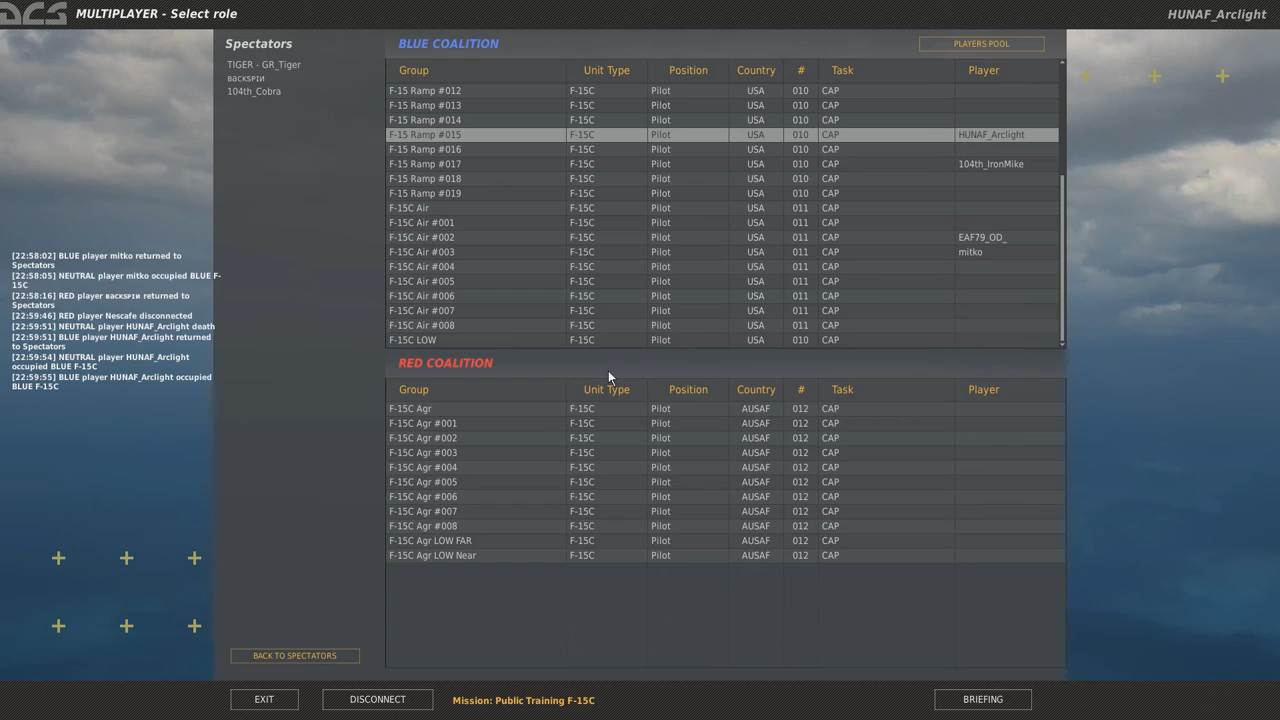 DCS MULTIPLAYER - Select role HUNAF_Arclight
Spectators
TIGER - GR_Tiger
ʙᴀᴄᴋsᴘɪɴ
104th_Cobra
BLUE COALITION PLAYERS POOL
Group Unit Type Position Country # Task Player
F-15 Ramp #012 F-15C Pilot USA 010 CAP
F-15 Ramp #013 F-15C Pilot USA 010 CAP
F-15 Ramp #014 F-15C Pilot USA 010 CAP
F-15 Ramp #015 F-15C Pilot USA 010 CAP HUNAF_Arclight
F-15 Ramp #016 F-15C Pilot USA 010 CAP
F-15 Ramp #017 F-15C Pilot USA 010 CAP 104th_IronMike
F-15 Ramp #018 F-15C Pilot USA 010 CAP
F-15 Ramp #019 F-15C Pilot USA 010 CAP
F-15C Air F-15C Pilot USA 011 CAP
F-15C Air #001 F-15C Pilot USA 011 CAP
F-15C Air #002 F-15C Pilot USA 011 CAP EAF79_OD_
F-15C Air #003 F-15C Pilot USA 011 CAP mitko
F-15C Air #004 F-15C Pilot USA 011 CAP
F-15C Air #005 F-15C Pilot USA 011 CAP
F-15C Air #006 F-15C Pilot USA 011 CAP
F-15C Air #007 F-15C Pilot USA 011 CAP
F-15C Air #008 F-15C Pilot USA 011 CAP
F-15C LOW F-15C Pilot USA 010 CAP
[22:58:02] BLUE player mitko returned to
Spectators
[22:58:05] NEUTRAL player mitko occupied BLUE F-
15C
[22:58:16] RED player ʙᴀᴄᴋsᴘɪɴ returned to
Spectators
[22:59:46] RED player Nescafe disconnected
[22:59:51] NEUTRAL player HUNAF_Arclight death
[22:59:51] BLUE player HUNAF_Arclight returned
to Spectators
[22:59:54] NEUTRAL player HUNAF_Arclight
occupied BLUE F-15C
[22:59:55] BLUE player HUNAF_Arclight occupied
BLUE F-15C
RED COALITION
Group Unit Type Position Country # Task Player
F-15C Agr F-15C Pilot AUSAF 012 CAP
F-15C Agr #001 F-15C Pilot AUSAF 012 CAP
F-15C Agr #002 F-15C Pilot AUSAF 012 CAP
F-15C Agr #003 F-15C Pilot AUSAF 012 CAP
F-15C Agr #004 F-15C Pilot AUSAF 012 CAP
F-15C Agr #005 F-15C Pilot AUSAF 012 CAP
F-15C Agr #006 F-15C Pilot AUSAF 012 CAP
F-15C Agr #007 F-15C Pilot AUSAF 012 CAP
F-15C Agr #008 F-15C Pilot AUSAF 012 CAP
F-15C Agr LOW FAR F-15C Pilot AUSAF 012 CAP
F-15C Agr LOW Near F-15C Pilot AUSAF 012 CAP
BACK TO SPECTATORS
EXIT DISCONNECT Mission: Public Training F-15C BRIEFING